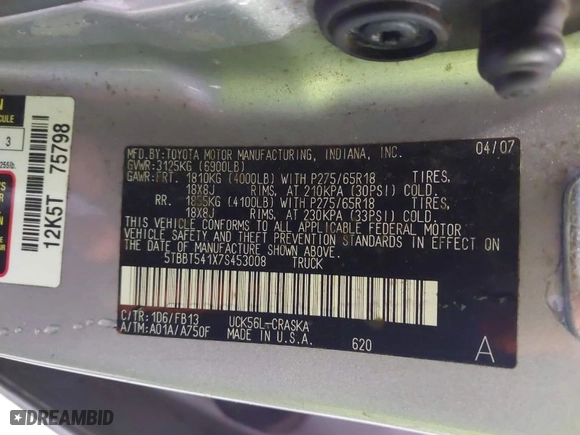 N
ICLE
3
255lb.
12K5T 75798
MFD.BY:TOYOTA MOTOR MANUFACTURING, INDIANA, INC. 04/07
GVWR:3125KG (6900LB)
GAWR:FRT. 1810KG (4000LB) WITH P275/65R18 TIRES,
18X8J RIMS, AT 210KPA (30PSI) COLD.
RR. 1855KG (4100LB) WITH P275/65R18 TIRES,
18X8J RIMS, AT 230KPA (33PSI) COLD.
THIS VEHICLE CONFORMS TO ALL APPLICABLE FEDERAL MOTOR
VEHICLE SAFETY AND THEFT PREVENTION STANDARDS IN EFFECT ON
THE DATE OF MANUFACTURE SHOWN ABOVE.
5TBBT541X7S453008 TRUCK
C/TR:1D6/FB13 UCK56L-CRASKA
A/TM:A01A/A750F MADE IN U.S.A. 620 A
DREAMBID